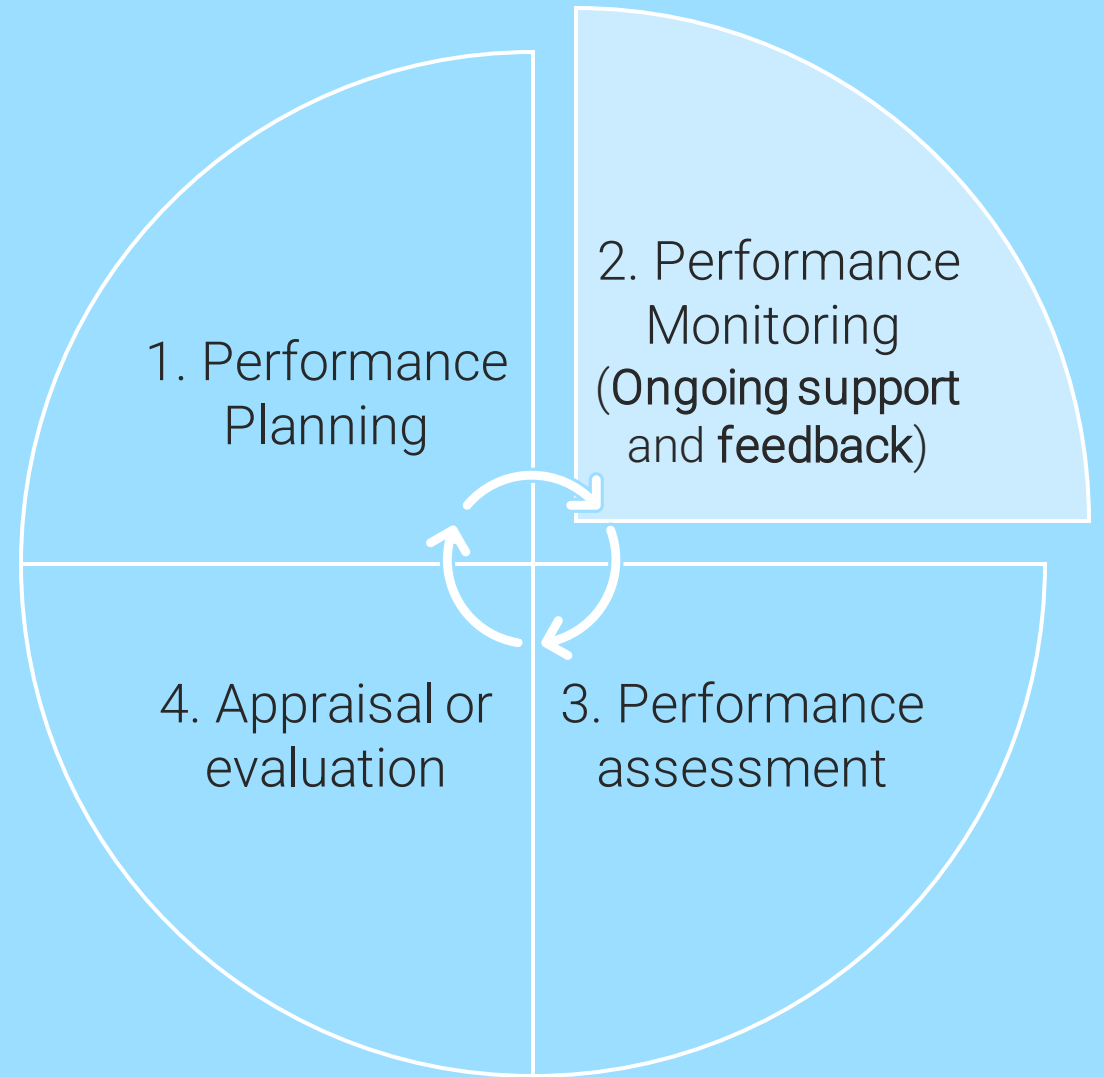 1. Performance
Planning
2. Performance
Monitoring
(Ongoing support
and feedback)
3. Performance
assessment
4. Appraisal or
evaluation